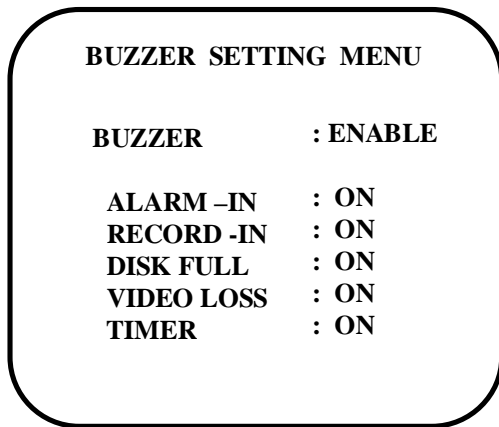 BUZZER SETTING MENU
BUZZER : ENABLE
ALARM –IN : ON
RECORD -IN : ON
DISK FULL : ON
VIDEO LOSS : ON
TIMER : ON